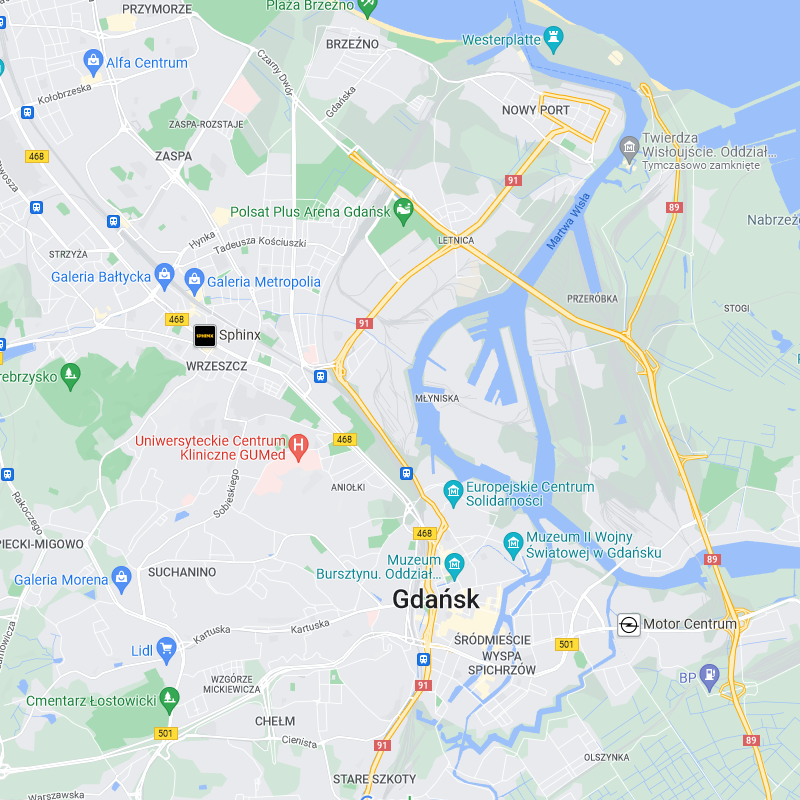 Plaża Brzeźno
PRZYMORZE
BRZEŹNO
Westerplatte
Alfa Centrum
Czarny Dwór
Kołobrzeska
Gdańska
NOWY PORT
ZASPA-ROZSTAJE
Twierdza
Wisłoujście. Oddział...
Tymczasowo zamknięte
468
ZASPA
91
89
Polsat Plus Arena Gdańsk
Martwa Wisła
Hynka
Tadeusza Kościuszki
LETNICA
STRZYŻA
Galeria Bałtycka
Galeria Metropolia
PRZERÓBKA
STOGI
468
91
SPHINX
Sphinx
WRZESZCZ
MŁYNISKA
468
Uniwersyteckie Centrum
Kliniczne GUMed
Sobieskiego
ANIOŁKI
Europejskie Centrum
Solidarności
Rakoczego
468
Muzeum II Wojny
Światowej w Gdańsku
PIECKI-MIGOWO
89
Muzeum
Bursztynu. Oddział...
SUCHANINO
Galeria Morena
Gdańsk
Kartuska
Kartuska
Motor Centrum
ŚRÓDMIEŚCIE
501
Lidl
WYSPA
SPICHRZÓW
WZGÓRZE
MICKIEWICZA
BP
91
Cmentarz Łostowicki
CHEŁM
501
Cienista
91
89
OLSZYNKA
STARE SZKOTY
Warszawska